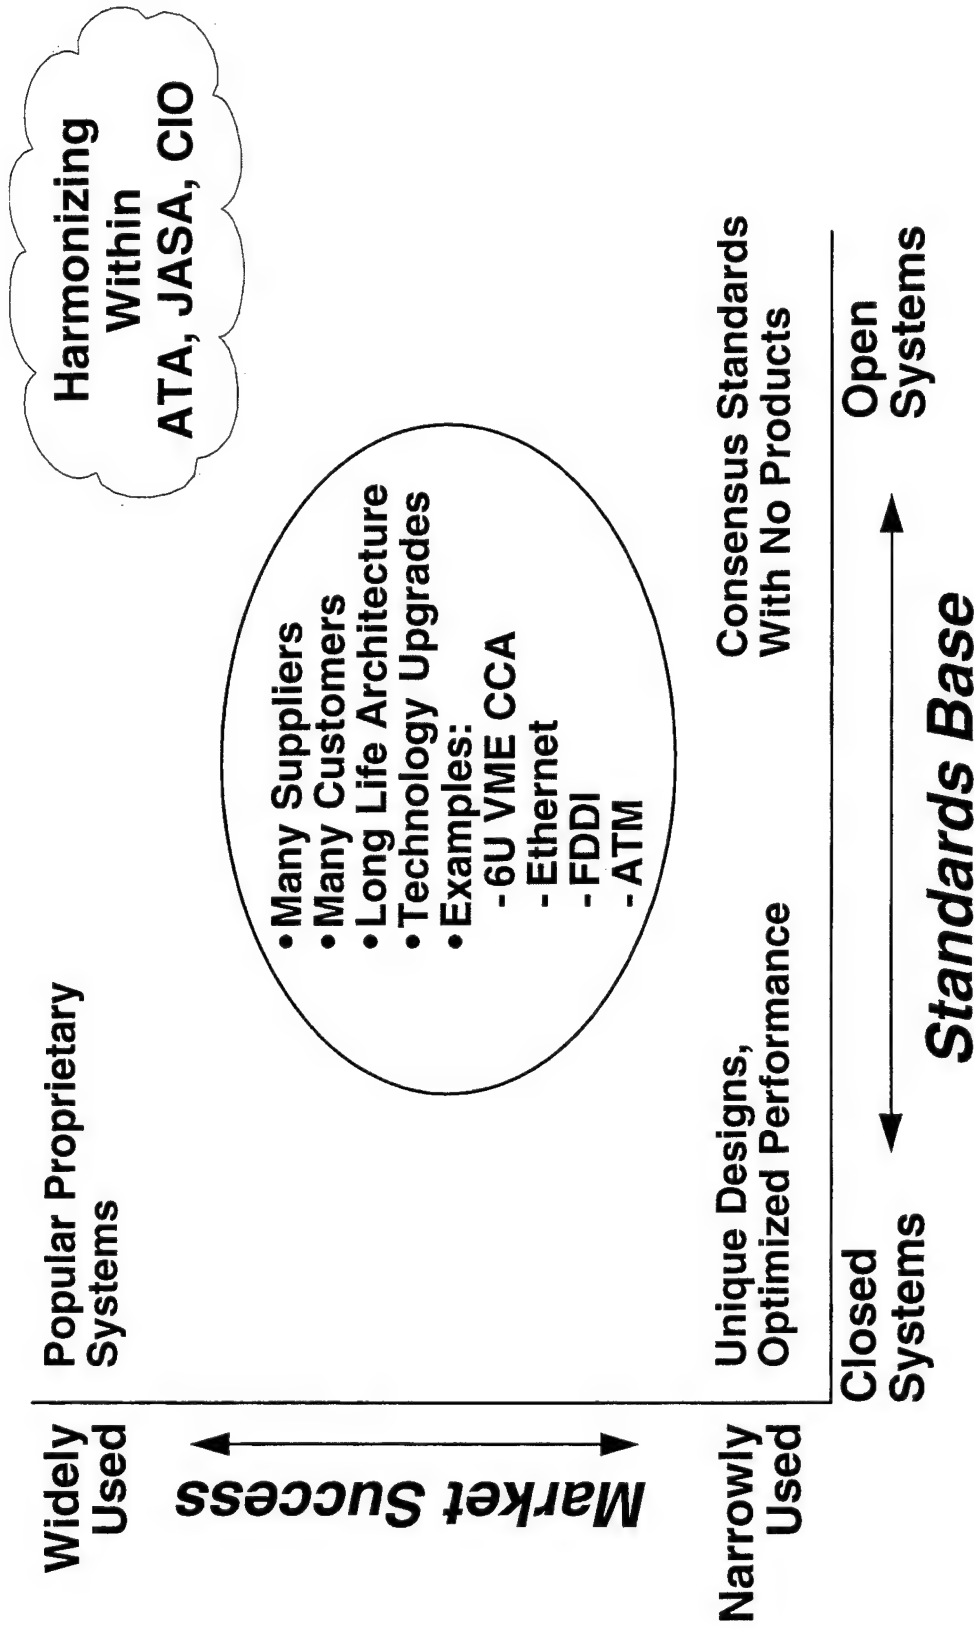 Harmonizing
Within
ATA, JASA, CIO
Widely
Used
Popular Proprietary
Systems
•Many Suppliers
•Many Customers
•Long Life Architecture
•Technology Upgrades
•Examples:
- 6U VME CCA
- Ethernet
- FDDI
- ATM
Market Success
Narrowly
Used
Unique Designs,
Optimized Performance
Consensus Standards
With No Products
Closed
Systems
Open
Systems
Standards Base